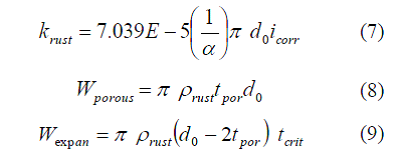 k_rust = 7.039E − 5(1/α)π d_0 i_corr (7)
W_porous = π ρ_rust t_por d_0 (8)
W_expan = π ρ_rust(d_0 − 2t_por) t_crit (9)